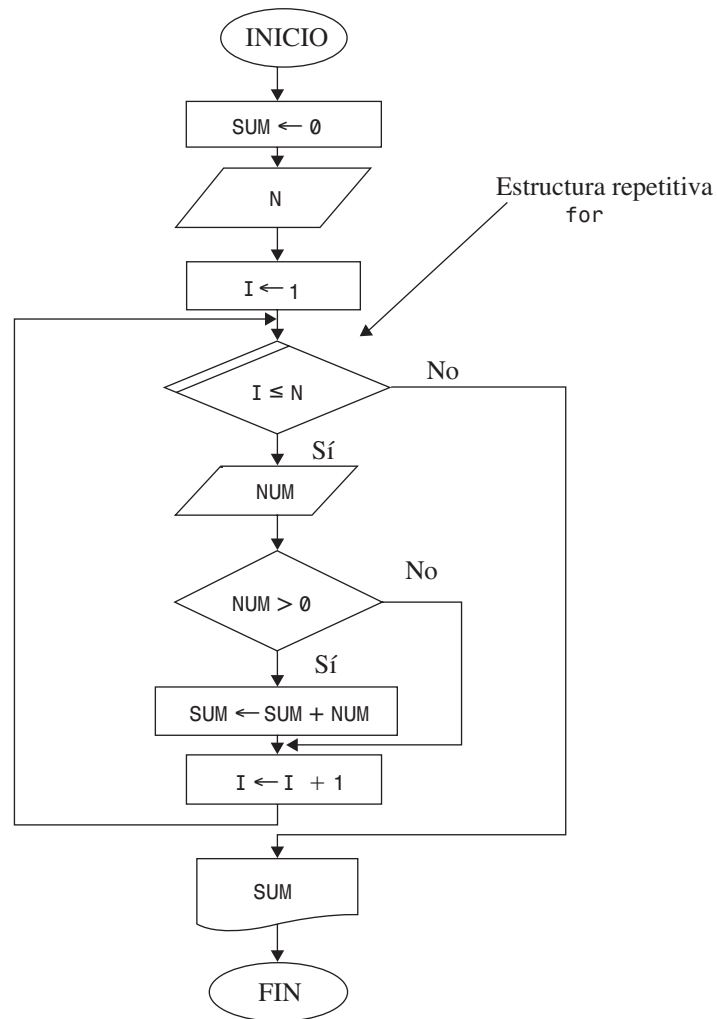 INICIO
SUM ← 0
N
Estructura repetitiva
for
I ← 1
I ≤ N
No
Sí
NUM
NUM > 0
No
Sí
SUM ← SUM + NUM
I ← I + 1
SUM
FIN